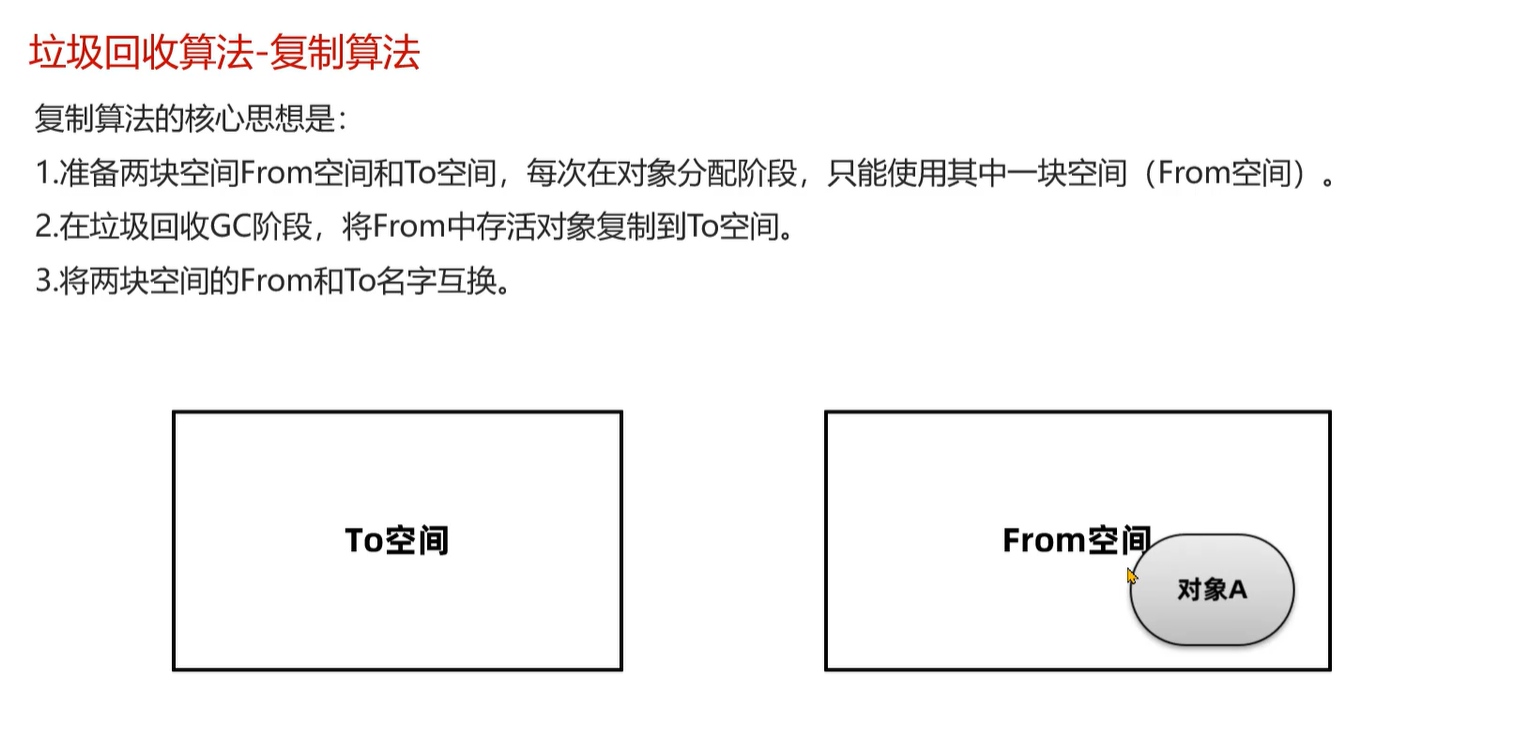 垃圾回收算法-复制算法
复制算法的核心思想是：
1.准备两块空间From空间和To空间，每次在对象分配阶段，只能使用其中一块空间（From空间）。
2.在垃圾回收GC阶段，将From中存活对象复制到To空间。
3.将两块空间的From和To名字互换。
To空间
From空间
对象A